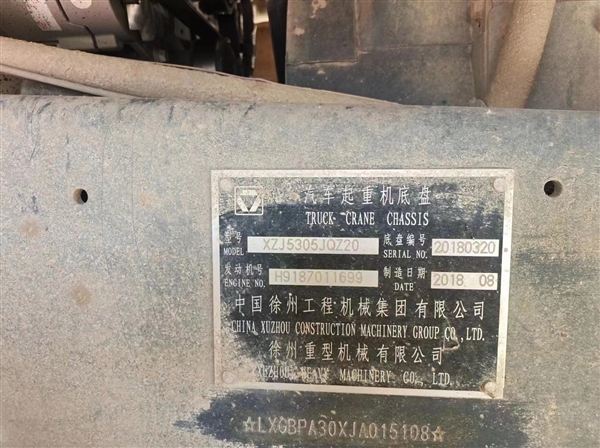 汽车起重机底盘
TRUCK CRANE CHASSIS
型号 XZJ5305JQZ20 底盘编号 20180320
MODEL SERIAL NO.
发动机号 H9187011699 制造日期 2018 08
ENGINE NO. DATE
中国徐州工程机械集团有限公司
CHINA XUZHOU CONSTRUCTION MACHINERY GROUP CO., LTD.
徐州重型机械有限公司
XUZHOU HEAVY MACHINERY CO., LTD.
☆LXGBPA30XJA015108☆